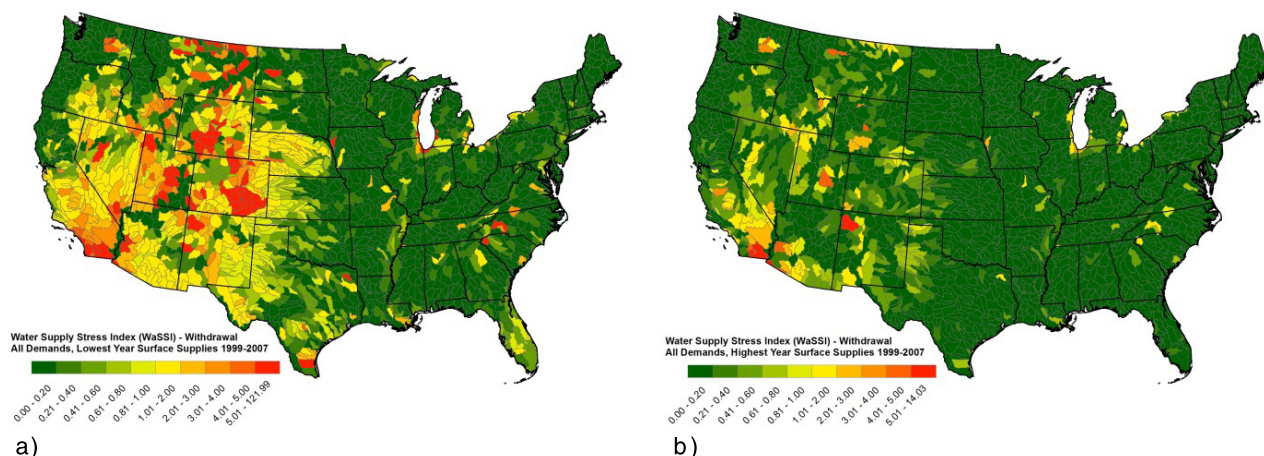 Water Supply Stress Index (WaSSI) - Withdrawal
All Demands, Lowest Year Surface Supplies 1999-2007
0.00 - 0.20
0.21 - 0.40
0.41 - 0.60
0.61 - 0.80
0.81 - 1.00
1.01 - 2.00
2.01 - 3.00
3.01 - 4.00
4.01 - 5.00
5.01 - 121.99
a)
Water Supply Stress Index (WaSSI) - Withdrawal
All Demands, Highest Year Surface Supplies 1999-2007
0.00 - 0.20
0.21 - 0.40
0.41 - 0.60
0.61 - 0.80
0.81 - 1.00
1.01 - 2.00
2.01 - 3.00
3.01 - 4.00
4.01 - 5.00
5.01 - 14.03
b)